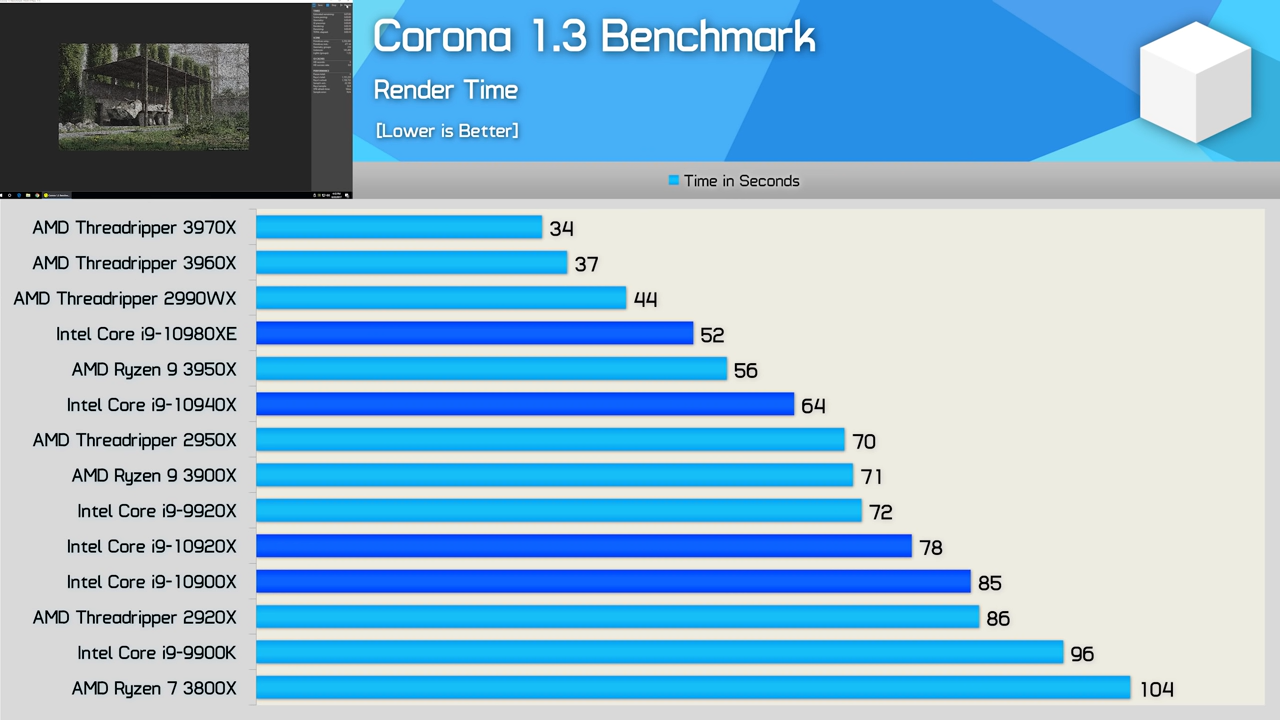 Corona 1.3 Benchmark
Render Time
[Lower is Better]
Time in Seconds
AMD Threadripper 3970X 34
AMD Threadripper 3960X 37
AMD Threadripper 2990WX 44
Intel Core i9-10980XE 52
AMD Ryzen 9 3950X 56
Intel Core i9-10940X 64
AMD Threadripper 2950X 70
AMD Ryzen 9 3900X 71
Intel Core i9-9920X 72
Intel Core i9-10920X 78
Intel Core i9-10900X 85
AMD Threadripper 2920X 86
Intel Core i9-9900K 96
AMD Ryzen 7 3800X 104